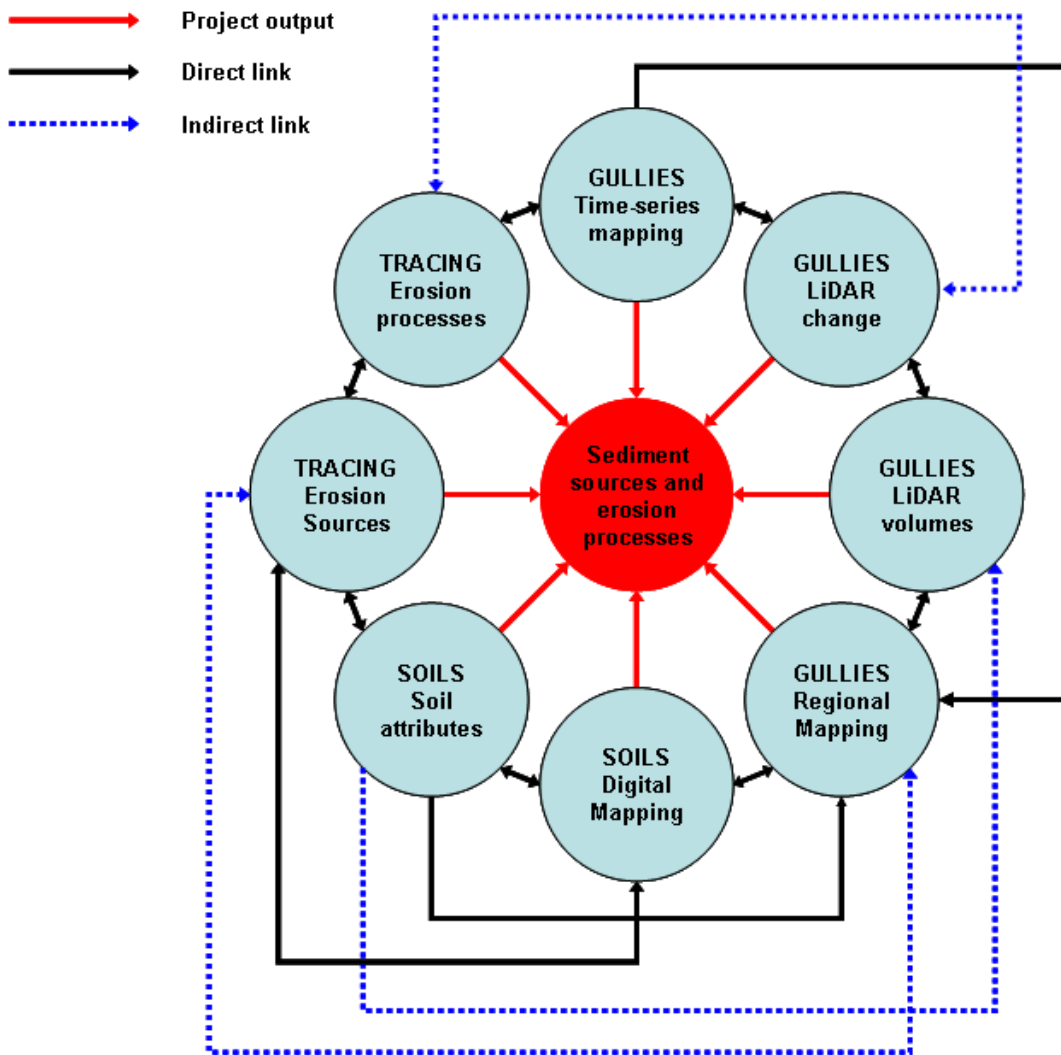 Project output
Direct link
Indirect link
GULLIES
Time-series
mapping
TRACING
Erosion
processes
GULLIES
LiDAR
change
TRACING
Erosion
Sources
Sediment
sources and
erosion
processes
GULLIES
LiDAR
volumes
SOILS
Soil
attributes
SOILS
Digital
Mapping
GULLIES
Regional
Mapping